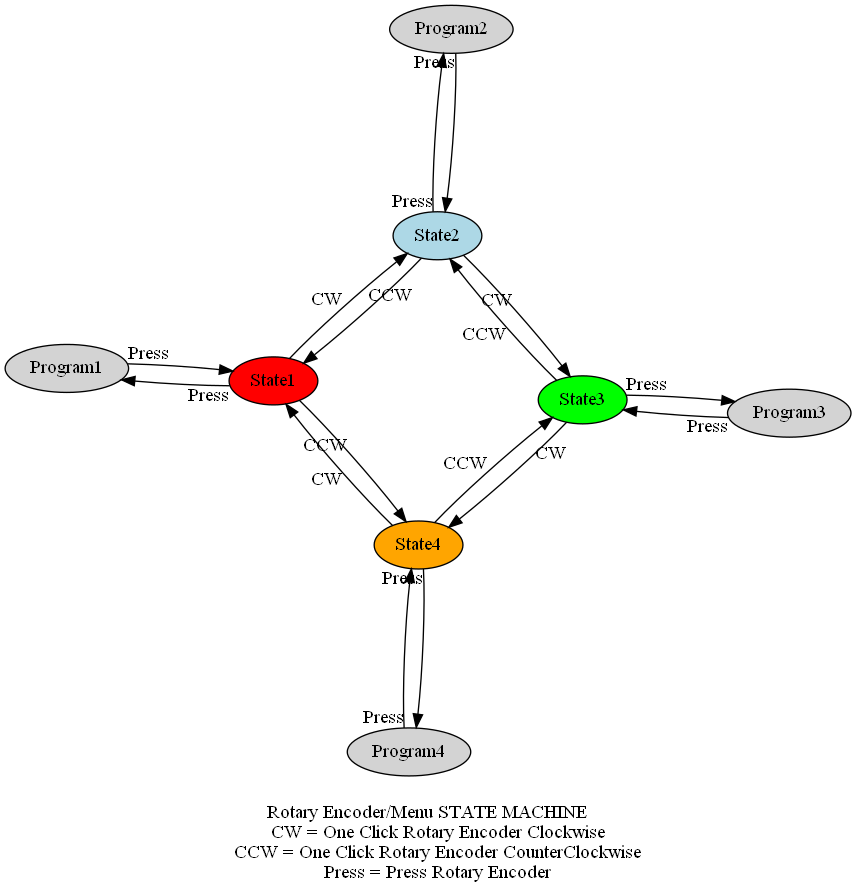 Program2
Press
Press
State2
CW
CCW
CW
CCW
Program1
Press
Press
State1
State3
Press
Press
Program3
CCW
CW
CCW
CW
State4
Press
Press
Program4
Rotary Encoder/Menu STATE MACHINE
CW = One Click Rotary Encoder Clockwise
CCW = One Click Rotary Encoder CounterClockwise
Press = Press Rotary Encoder